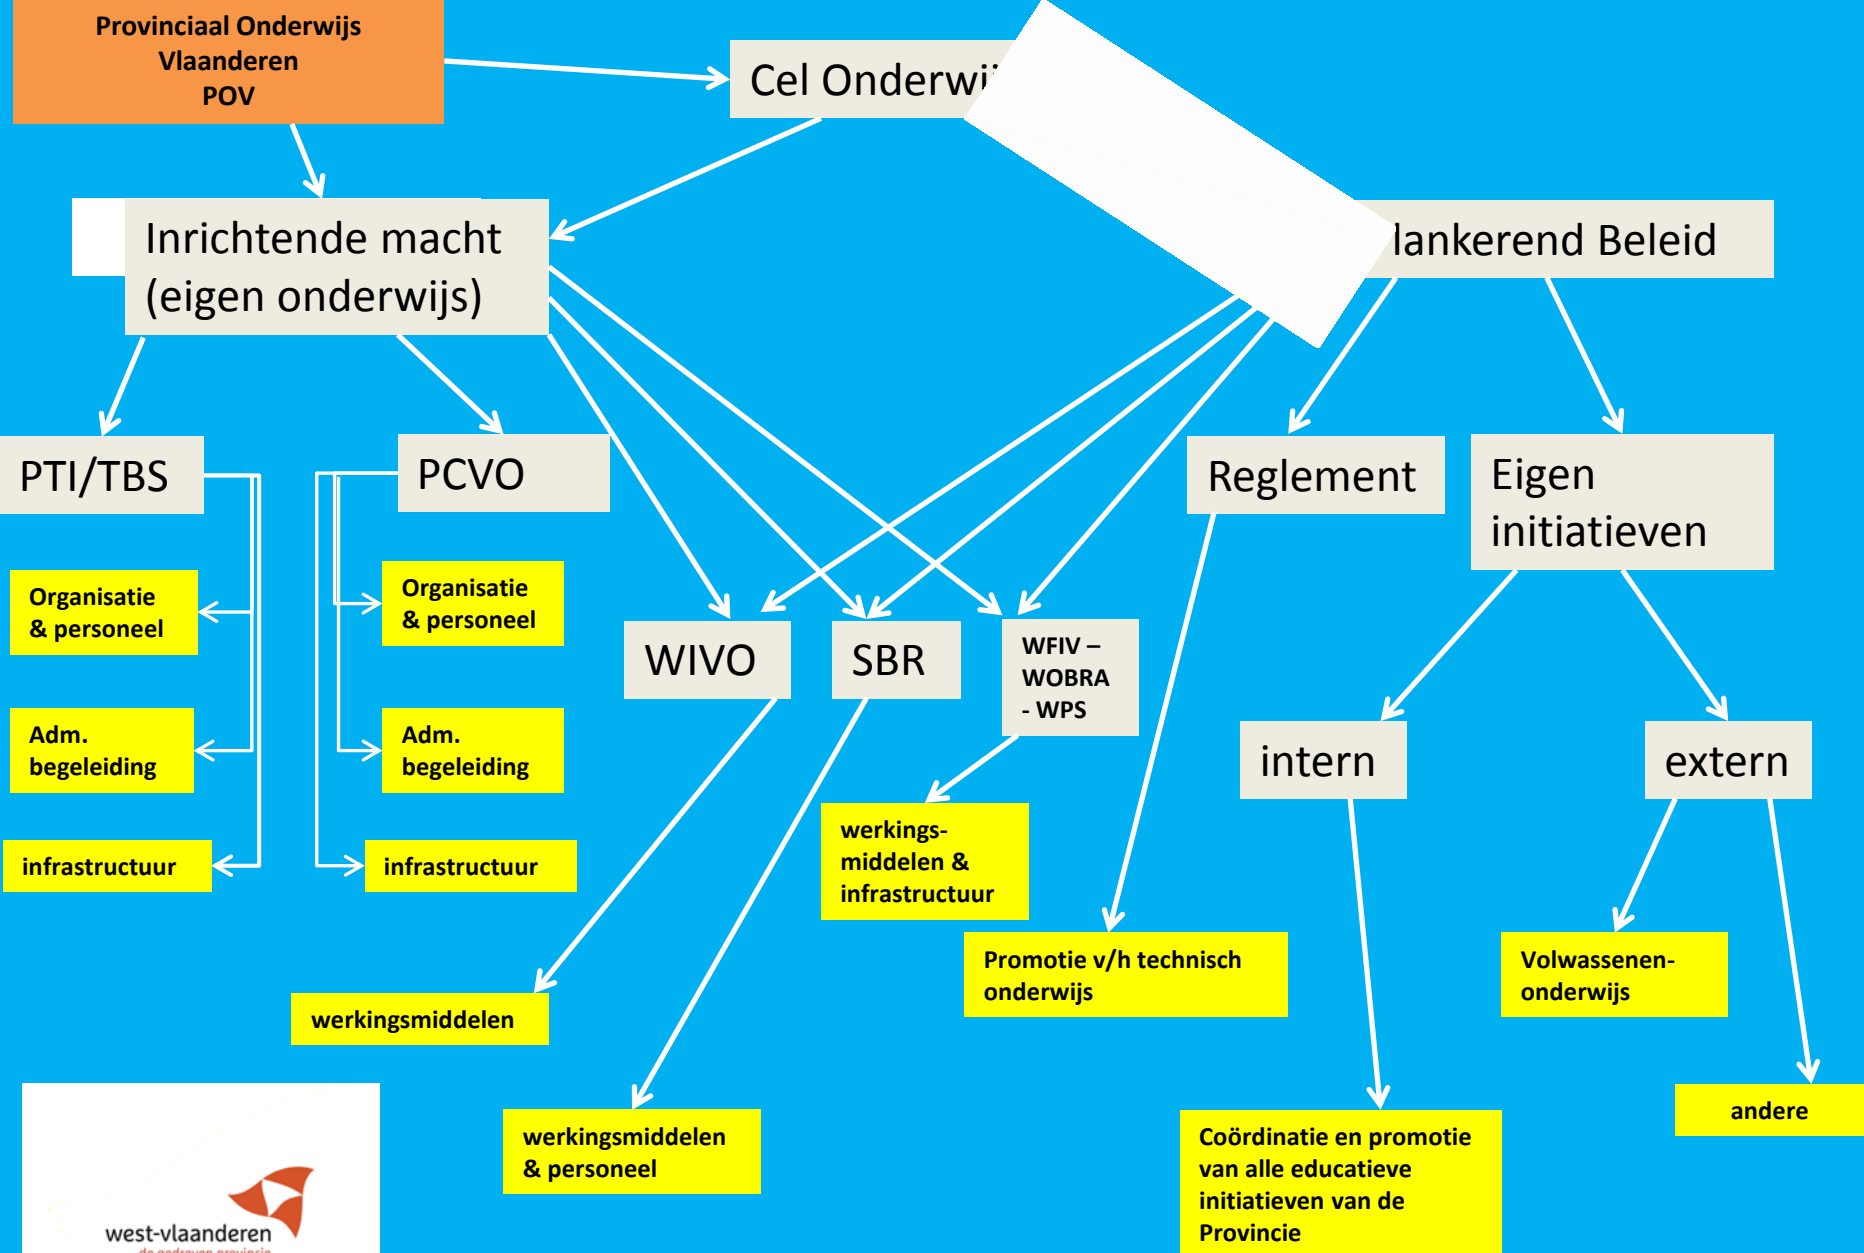 Provinciaal Onderwijs
Vlaanderen
POV
Cel
Inrichtende macht
(eigen onderwijs)
Beleid
PTI/TBS
PCVO
Reglement
Eigen
initiatieven
Organisatie
& personeel
Organisatie
& personeel
WIVO
SBR
WFIV –
WOBRA
- WPS
Adm.
begeleiding
Adm.
begeleiding
intern
extern
infrastructuur
infrastructuur
werkings-
middelen &
infrastructuur
Promotie v/h technisch
onderwijs
Volwassenen-
onderwijs
werkingsmiddelen
werkingsmiddelen
& personeel
andere
Coördinatie en promotie
van alle educatieve
initiatieven van de
Provincie
west-vlaanderen
de gedreven provincie